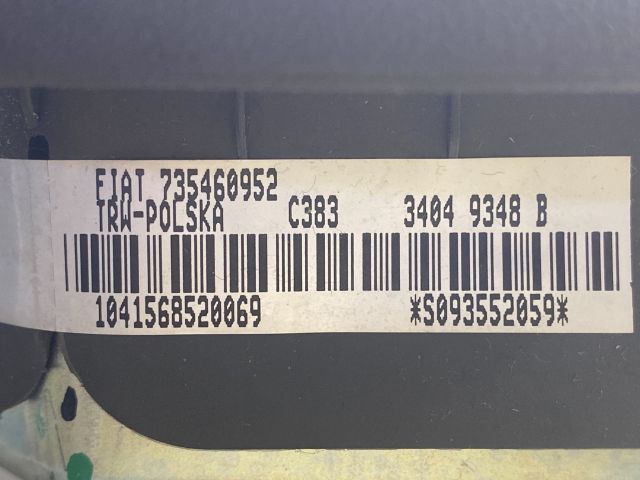 FIAT 735460952
TRW-POLSKA C383 3404 9348 B
1041568520069 *S093552059*